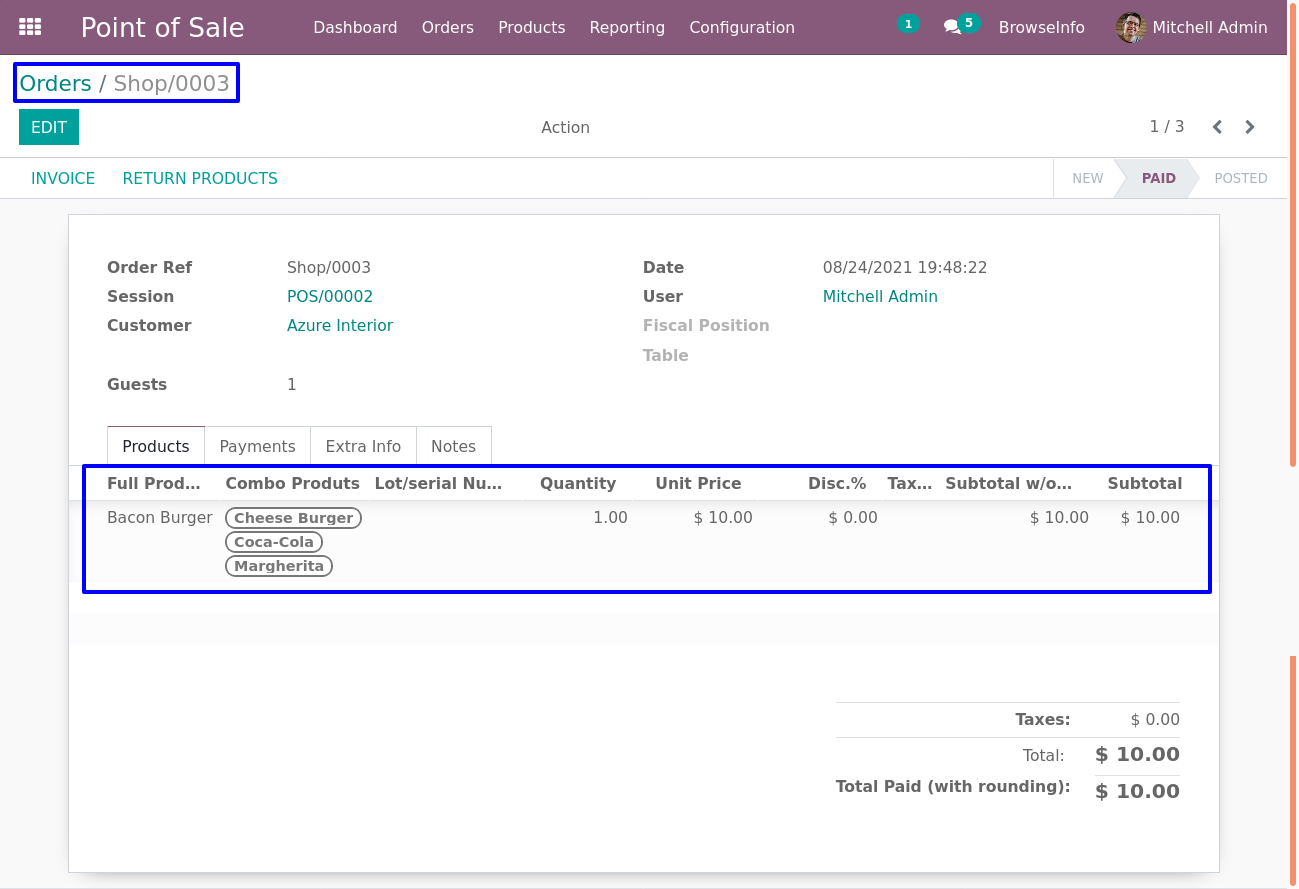 Point of Sale Dashboard Orders Products Reporting Configuration 1 5 BrowseInfo Mitchell Admin
Orders / Shop/0003
EDIT Action 1 / 3
INVOICE RETURN PRODUCTS NEW PAID POSTED
Order Ref Shop/0003 Date 08/24/2021 19:48:22
Session POS/00002 User Mitchell Admin
Customer Azure Interior Fiscal Position
Table
Guests 1
Products Payments Extra Info Notes
Full Prod... Combo Produts Lot/serial Nu... Quantity Unit Price Disc.% Tax... Subtotal w/o... Subtotal
Bacon Burger Cheese Burger 1.00 $ 10.00 $ 0.00 $ 10.00 $ 10.00
Coca-Cola
Margherita
Taxes: $ 0.00
Total: $ 10.00
Total Paid (with rounding): $ 10.00